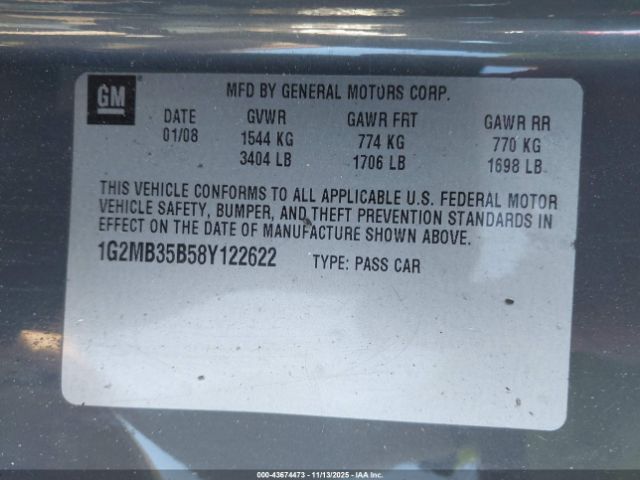 GM
MFD BY GENERAL MOTORS CORP.
DATE GVWR GAWR FRT GAWR RR
01/08 1544 KG 774 KG 770 KG
3404 LB 1706 LB 1698 LB
THIS VEHICLE CONFORMS TO ALL APPLICABLE U.S. FEDERAL MOTOR
VEHICLE SAFETY, BUMPER, AND THEFT PREVENTION STANDARDS IN
EFFECT ON THE DATE OF MANUFACTURE SHOWN ABOVE.
1G2MB35B58Y122622 TYPE: PASS CAR
000-43674473 - 11/13/2025 - IAA Inc.